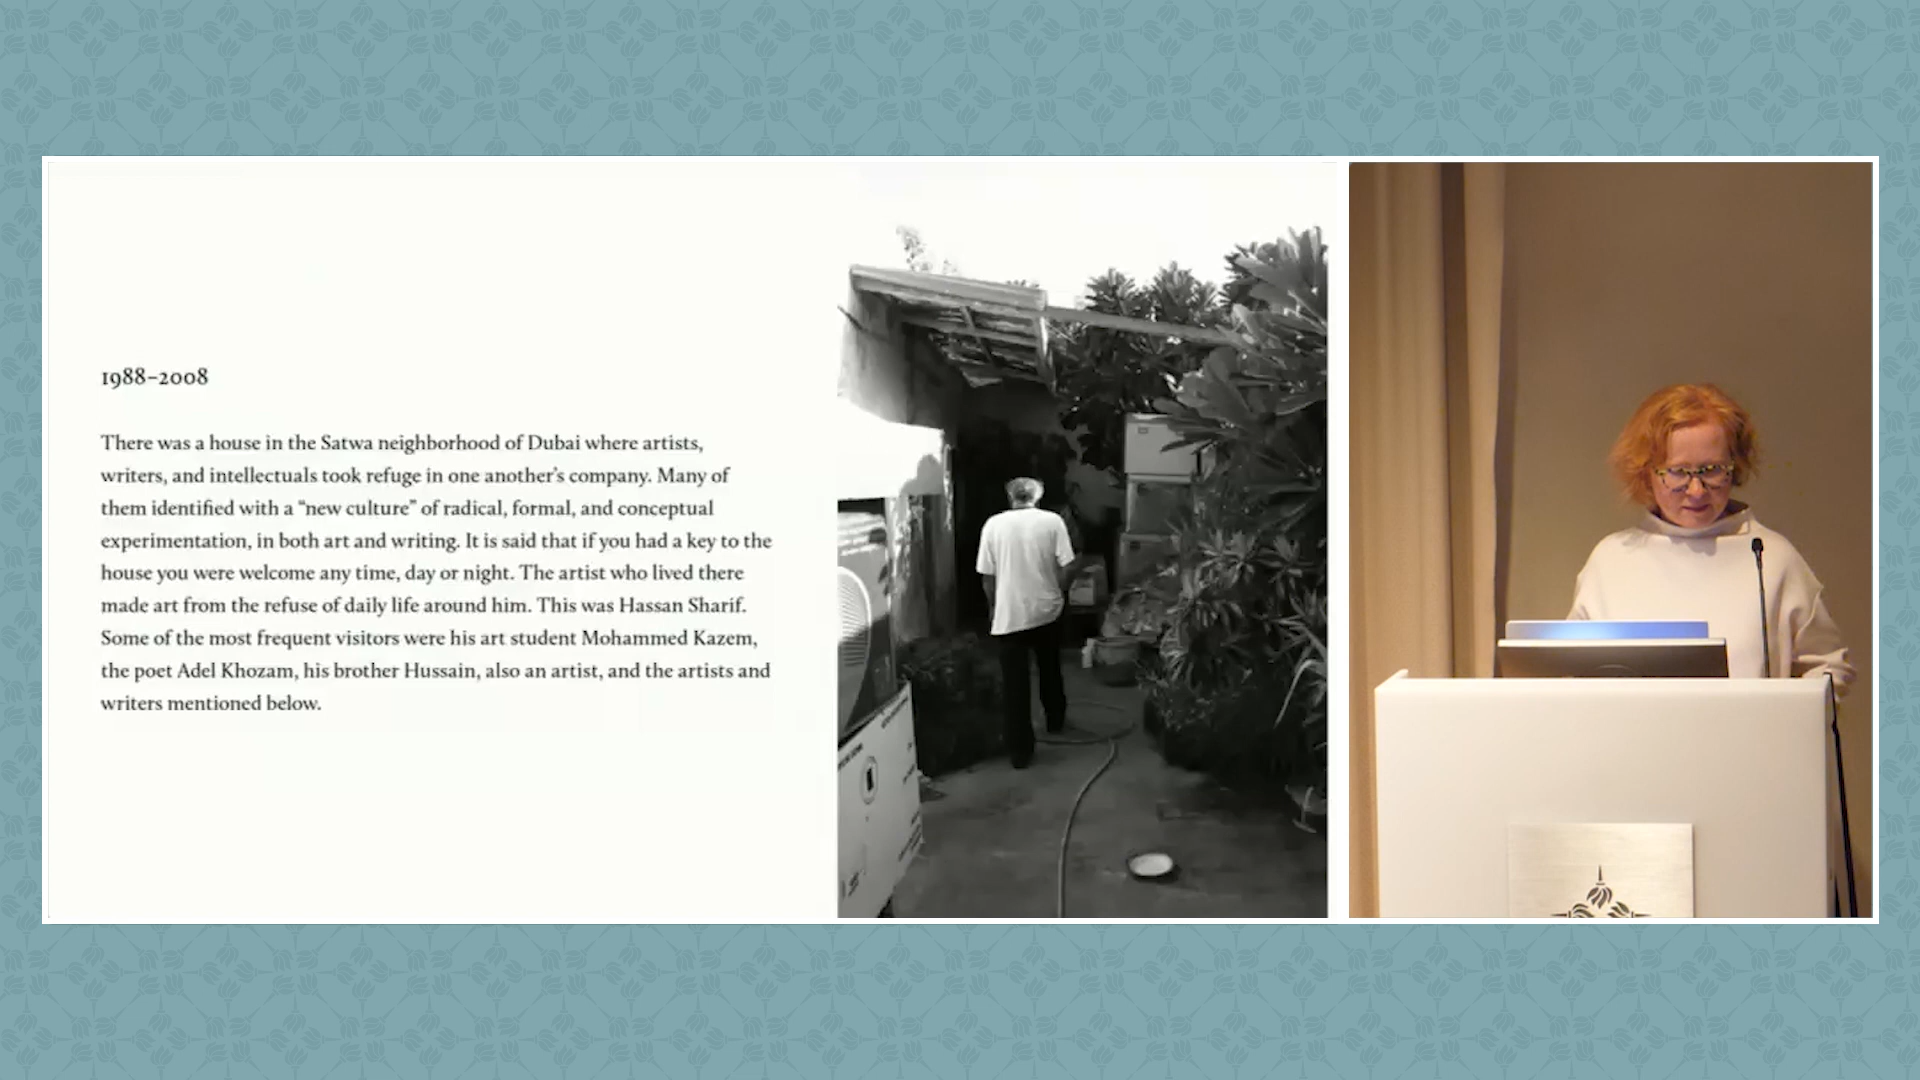 1988–2008
There was a house in the Satwa neighborhood of Dubai where artists,
writers, and intellectuals took refuge in one another’s company. Many of
them identified with a “new culture” of radical, formal, and conceptual
experimentation, in both art and writing. It is said that if you had a key to the
house you were welcome any time, day or night. The artist who lived there
made art from the refuse of daily life around him. This was Hassan Sharif.
Some of the most frequent visitors were his art student Mohammed Kazem,
the poet Adel Khozam, his brother Hussain, also an artist, and the artists and
writers mentioned below.